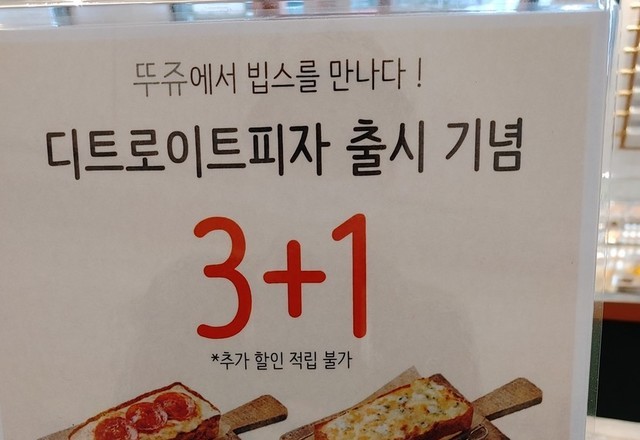 뚜쥬에서 빕스를 만나다 !
디트로이트피자 출시 기념
3+1
*추가 할인 적립 불가